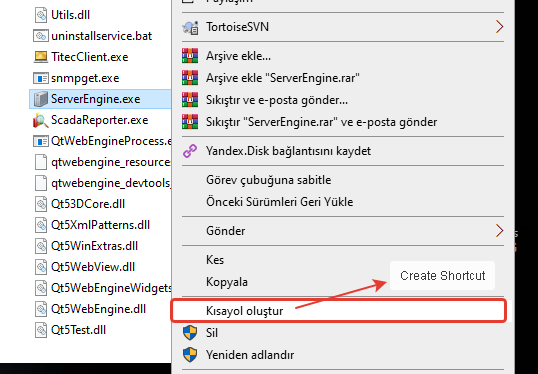 Utils.dll
uninstallservice.bat
TitecClient.exe
snmpget.exe
ServerEngine.exe
ScadaReporter.exe
QtWebEngineProcess.e
qtwebengine_resource
qtwebengine_devtools_
Qt53DCore.dll
Qt5XmlPatterns.dll
Qt5WinExtras.dll
Qt5WebView.dll
Qt5WebEngineWidgets
Qt5WebEngine.dll
Qt5Test.dll
TortoiseSVN
Arşive ekle...
Arşive ekle "ServerEngine.rar"
Sıkıştır ve e-posta gönder...
Sıkıştır "ServerEngine.rar" ve e-posta gönder
Yandex.Disk bağlantısını kaydet
Görev çubuğuna sabitle
Önceki Sürümleri Geri Yükle
Gönder
Kes
Kopyala
Create Shortcut
Kısayol oluştur
Sil
Yeniden adlandır